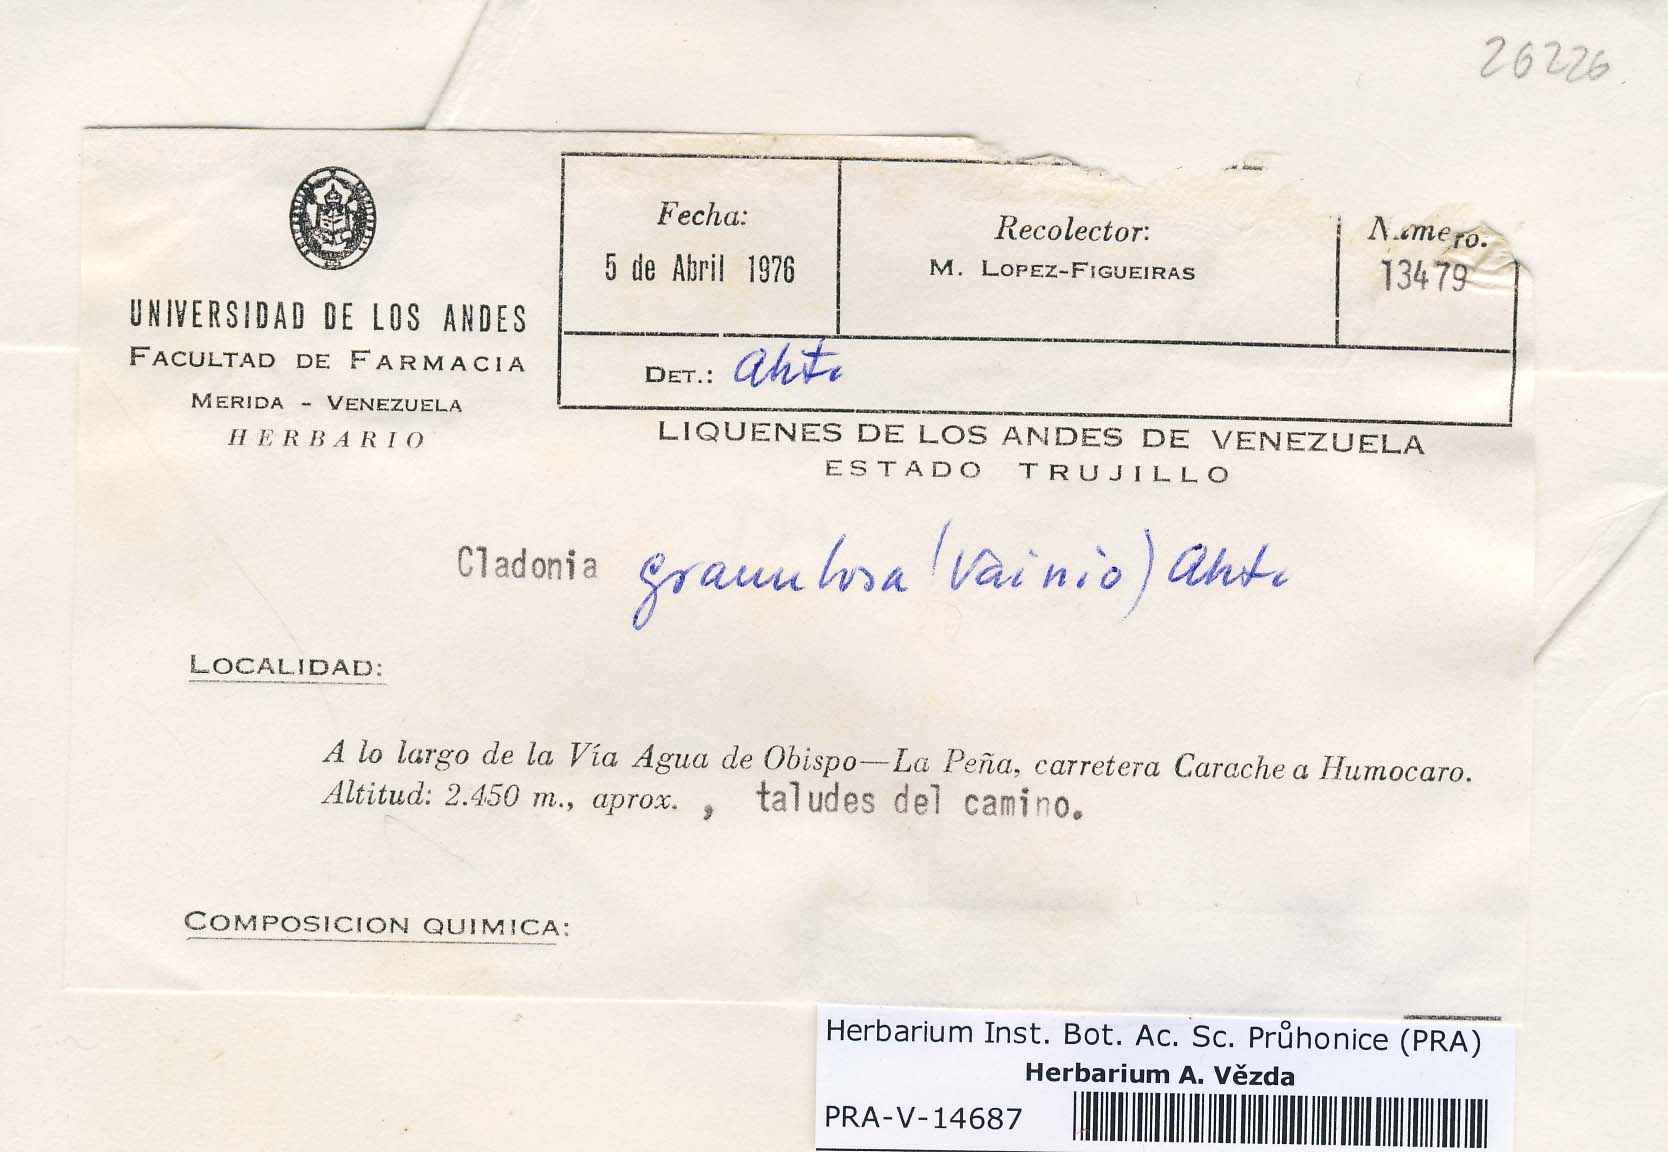 26226
Fecha:
5 de Abril 1976
Recolector:
M. LOPEZ-FIGUEIRAS
Número.
13479
UNIVERSIDAD DE LOS ANDES
FACULTAD DE FARMACIA
MERIDA - VENEZUELA
HERBARIO
DET.: Ahti
LIQUENES DE LOS ANDES DE VENEZUELA
ESTADO TRUJILLO
Cladonia granulosa (Vainio) Ahti
LOCALIDAD:
A lo largo de la Vía Agua de Obispo—La Peña, carretera Carache a Humocaro.
Altitud: 2.450 m., aprox. , taludes del camino.
COMPOSICION QUIMICA:
Herbarium Inst. Bot. Ac. Sc. Průhonice (PRA)
Herbarium A. Vězda
PRA-V-14687